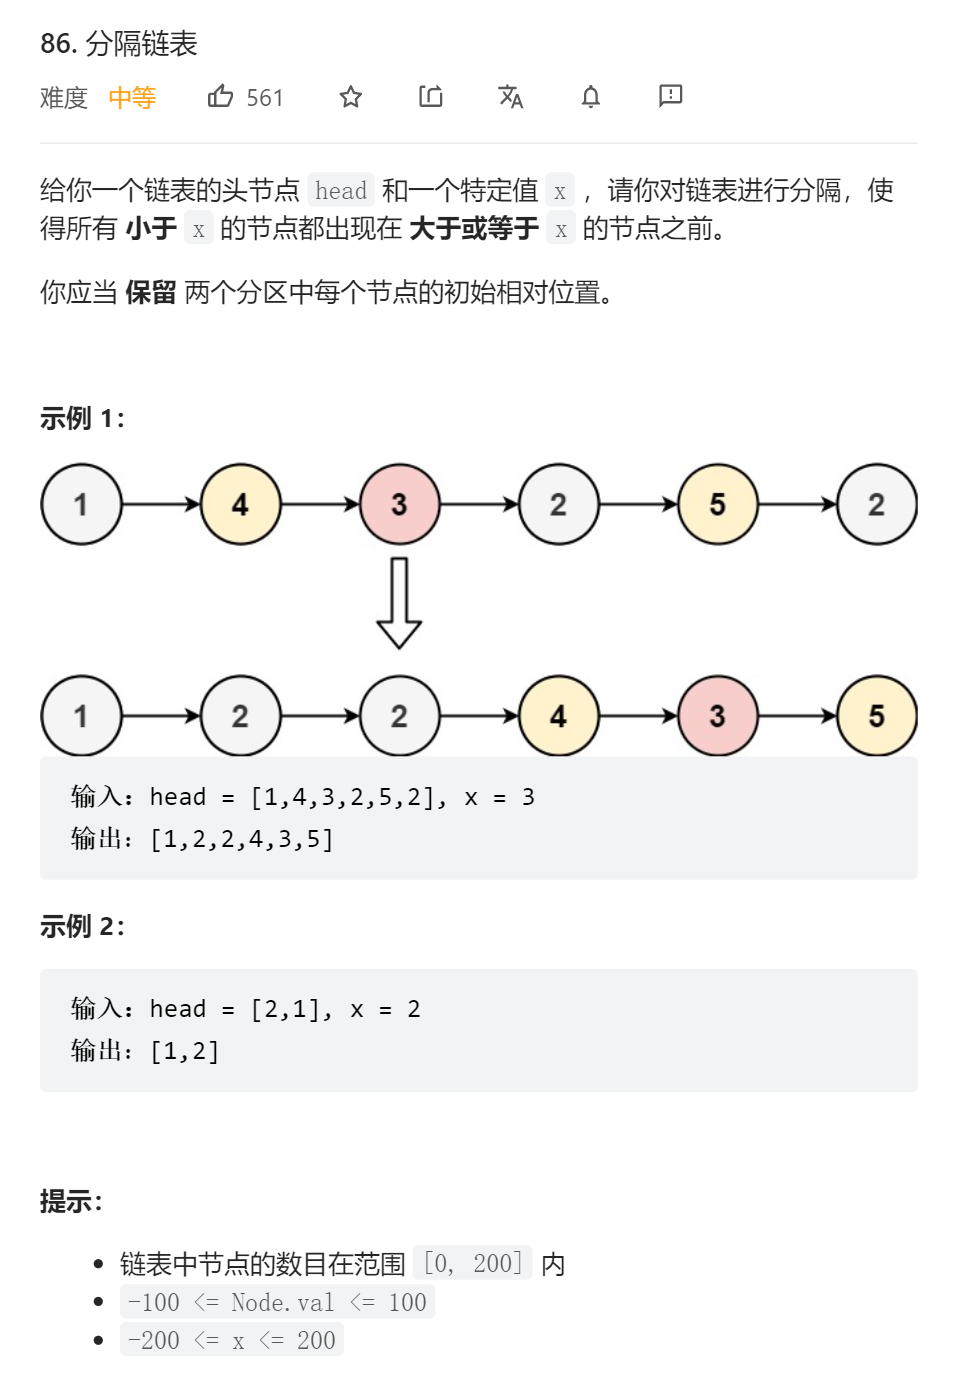 86. 分隔链表
难度 中等 561
给你一个链表的头节点 head 和一个特定值 x ，请你对链表进行分隔，使
得所有 小于 x 的节点都出现在 大于或等于 x 的节点之前。
你应当 保留 两个分区中每个节点的初始相对位置。
示例 1：
1 4 3 2 5 2
1 2 2 4 3 5
输入：head = [1,4,3,2,5,2], x = 3
输出：[1,2,2,4,3,5]
示例 2：
输入：head = [2,1], x = 2
输出：[1,2]
提示：
链表中节点的数目在范围 [0, 200] 内
-100 <= Node.val <= 100
-200 <= x <= 200